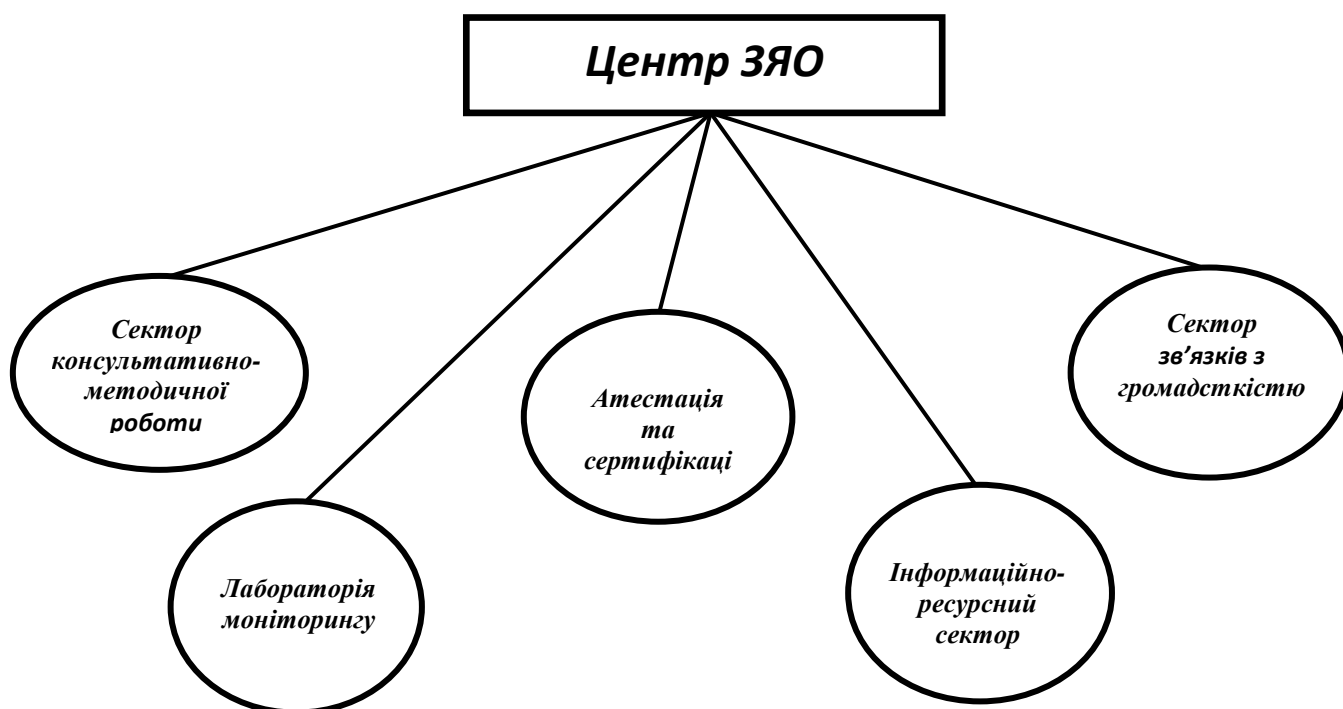 Центр ЗЯО
Сектор
консультативно-
методичної
роботи
Атестація
та
сертифікаці
Сектор
зв’язків з
громадсткістю
Лабораторія
моніторингу
Інформаційно-
ресурсний
сектор